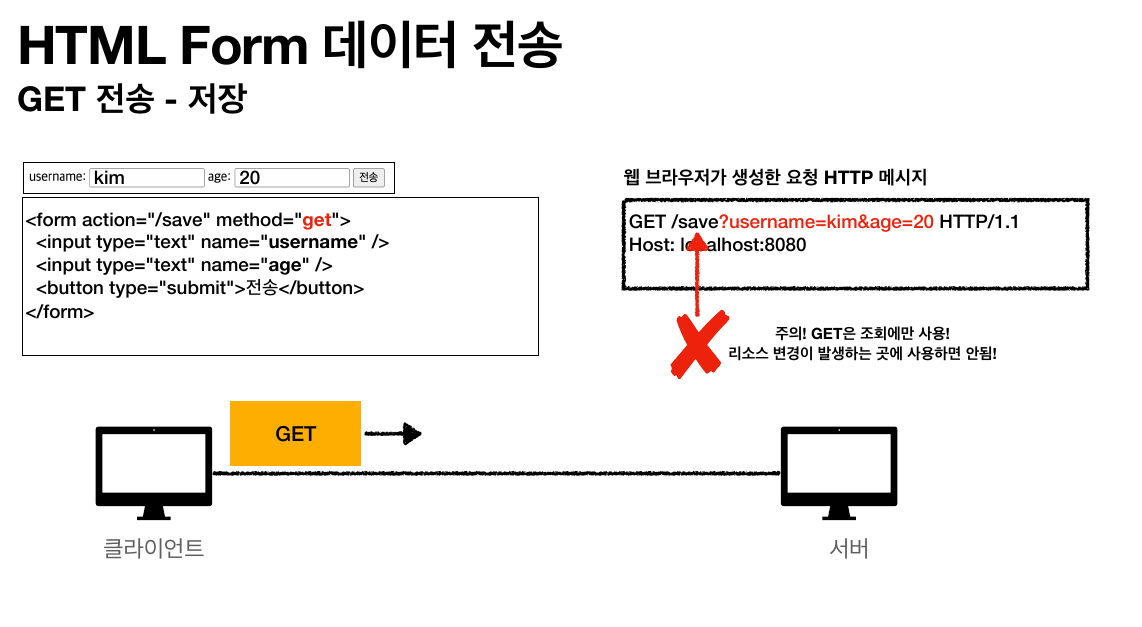 HTML Form 데이터 전송
GET 전송 - 저장
username: kim age: 20 전송
<form action="/save" method="get">
<input type="text" name="username" />
<input type="text" name="age" />
<button type="submit">전송</button>
</form>
웹 브라우저가 생성한 요청 HTTP 메시지
GET /save?username=kim&age=20 HTTP/1.1
Host: localhost:8080
주의! GET은 조회에만 사용!
리소스 변경이 발생하는 곳에 사용하면 안됨!
GET
클라이언트
서버